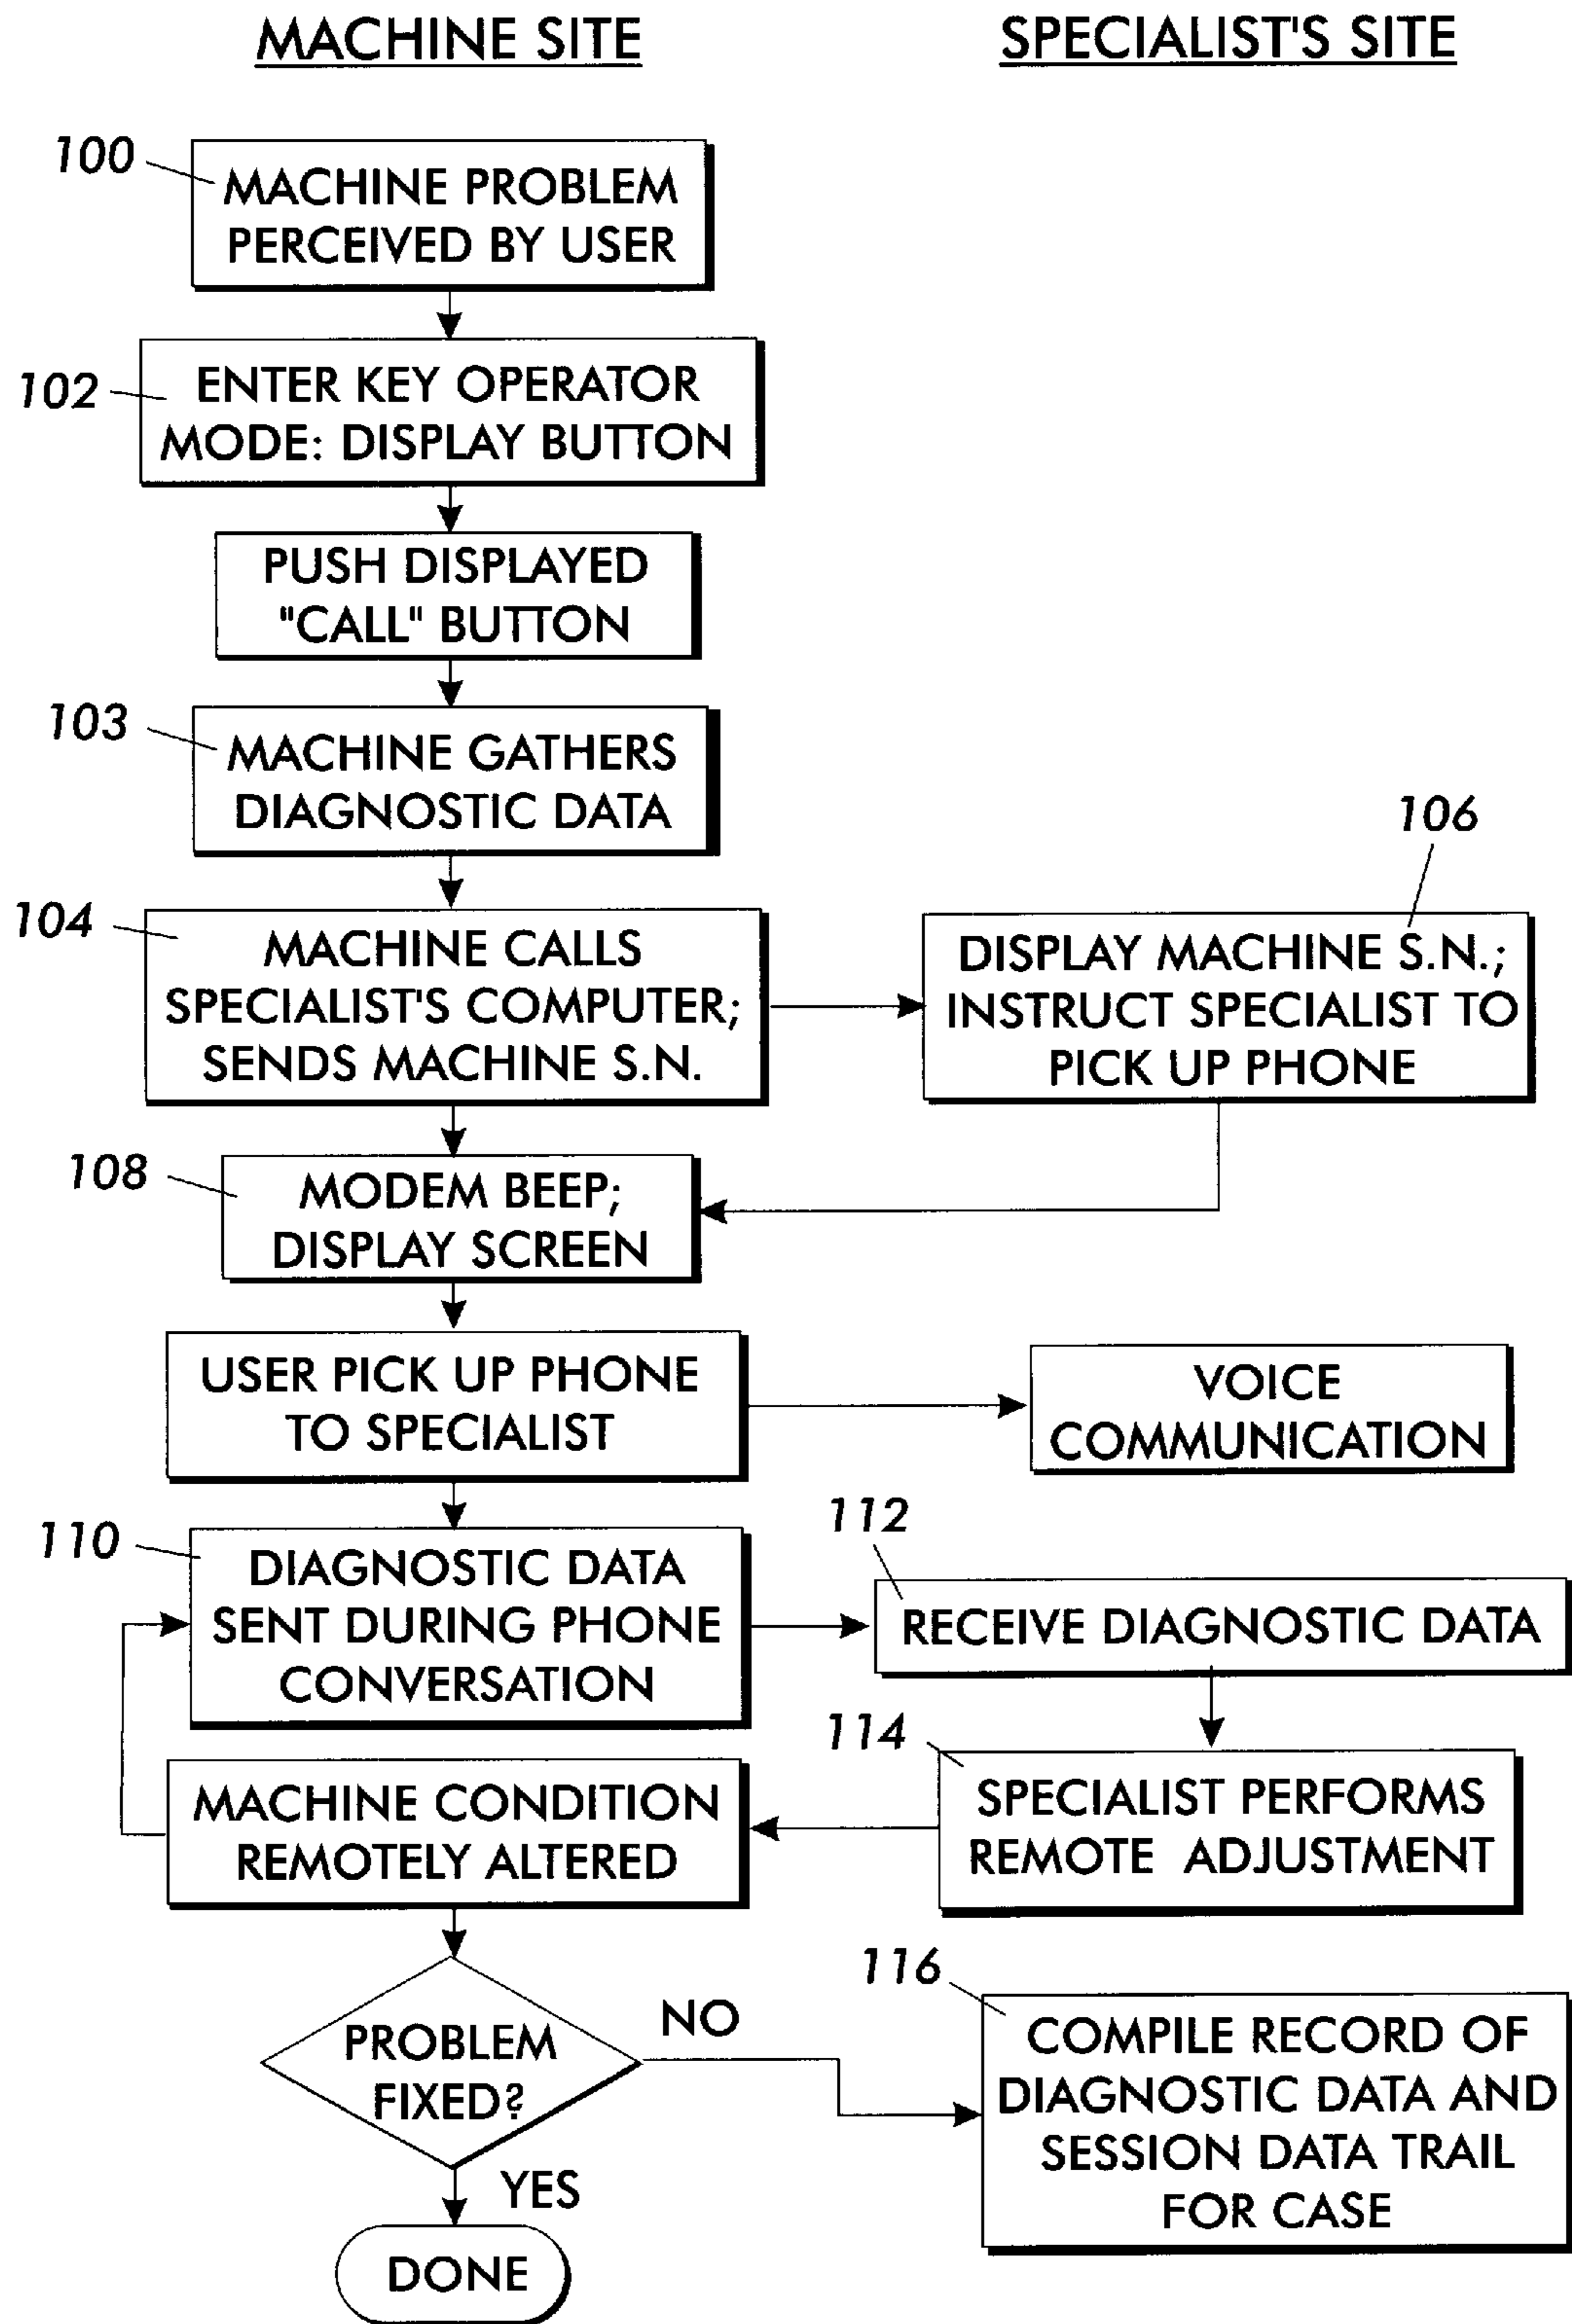 MACHINE SITE
SPECIALIST'S SITE
100
MACHINE PROBLEM
PERCEIVED BY USER
102
ENTER KEY OPERATOR
MODE: DISPLAY BUTTON
PUSH DISPLAYED
"CALL" BUTTON
103
MACHINE GATHERS
DIAGNOSTIC DATA
104
MACHINE CALLS
SPECIALIST'S COMPUTER;
SENDS MACHINE S.N.
106
DISPLAY MACHINE S.N.;
INSTRUCT SPECIALIST TO
PICK UP PHONE
108
MODEM BEEP;
DISPLAY SCREEN
USER PICK UP PHONE
TO SPECIALIST
VOICE
COMMUNICATION
110
DIAGNOSTIC DATA
SENT DURING PHONE
CONVERSATION
112
RECEIVE DIAGNOSTIC DATA
114
SPECIALIST PERFORMS
REMOTE ADJUSTMENT
MACHINE CONDITION
REMOTELY ALTERED
PROBLEM
FIXED?
NO
YES
116
COMPILE RECORD OF
DIAGNOSTIC DATA AND
SESSION DATA TRAIL
FOR CASE
DONE